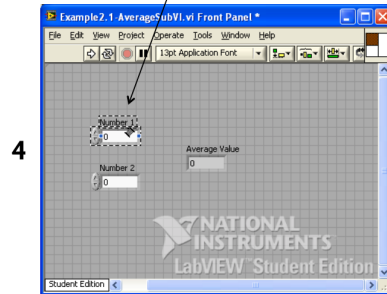 Example2.1-AverageSubVI.vi Front Panel *
File Edit View Project Operate Tools Window Help
13pt Application Font
Number 1
0
4
Average Value
0
Number 2
0
NATIONAL
INSTRUMENTS
LabVIEW™ Student Edition
Student Edition